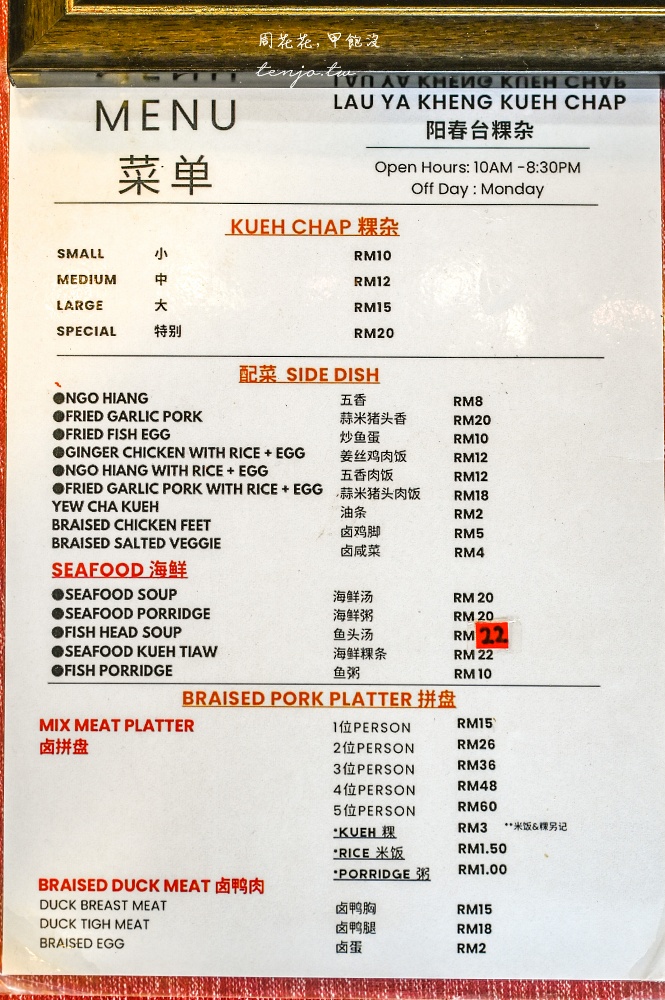 周花花,甲飽沒
tenjo.tw
MENU
菜单
LAU YA KHENG KUEH CHAP
阳春台粿杂
Open Hours: 10AM -8:30PM
Off Day : Monday
KUEH CHAP 粿杂
SMALL 小 RM10
MEDIUM 中 RM12
LARGE 大 RM15
SPECIAL 特别 RM20
配菜 SIDE DISH
●NGO HIANG 五香 RM8
●FRIED GARLIC PORK 蒜米猪头香 RM20
●FRIED FISH EGG 炒鱼蛋 RM10
●GINGER CHICKEN WITH RICE + EGG 姜丝鸡肉饭 RM12
●NGO HIANG WITH RICE + EGG 五香肉饭 RM12
●FRIED GARLIC PORK WITH RICE + EGG 蒜米猪头肉饭 RM18
YEW CHA KUEH 油条 RM2
BRAISED CHICKEN FEET 卤鸡脚 RM5
BRAISED SALTED VEGGIE 卤咸菜 RM4
SEAFOOD 海鲜
●SEAFOOD SOUP 海鲜汤 RM 20
●SEAFOOD PORRIDGE 海鲜粥 RM 20
●FISH HEAD SOUP 鱼头汤 RM 22
●SEAFOOD KUEH TIAW 海鲜粿条 RM 22
●FISH PORRIDGE 鱼粥 RM 10
BRAISED PORK PLATTER 拼盘
MIX MEAT PLATTER 1位PERSON RM15
卤拼盘 2位PERSON RM26
3位PERSON RM36
4位PERSON RM48
5位PERSON RM60
*KUEH 粿 RM3 **米饭&粿另记
*RICE 米饭 RM1.50
*PORRIDGE 粥 RM1.00
BRAISED DUCK MEAT 卤鸭肉
DUCK BREAST MEAT 卤鸭胸 RM15
DUCK TIGH MEAT 卤鸭腿 RM18
BRAISED EGG 卤蛋 RM2